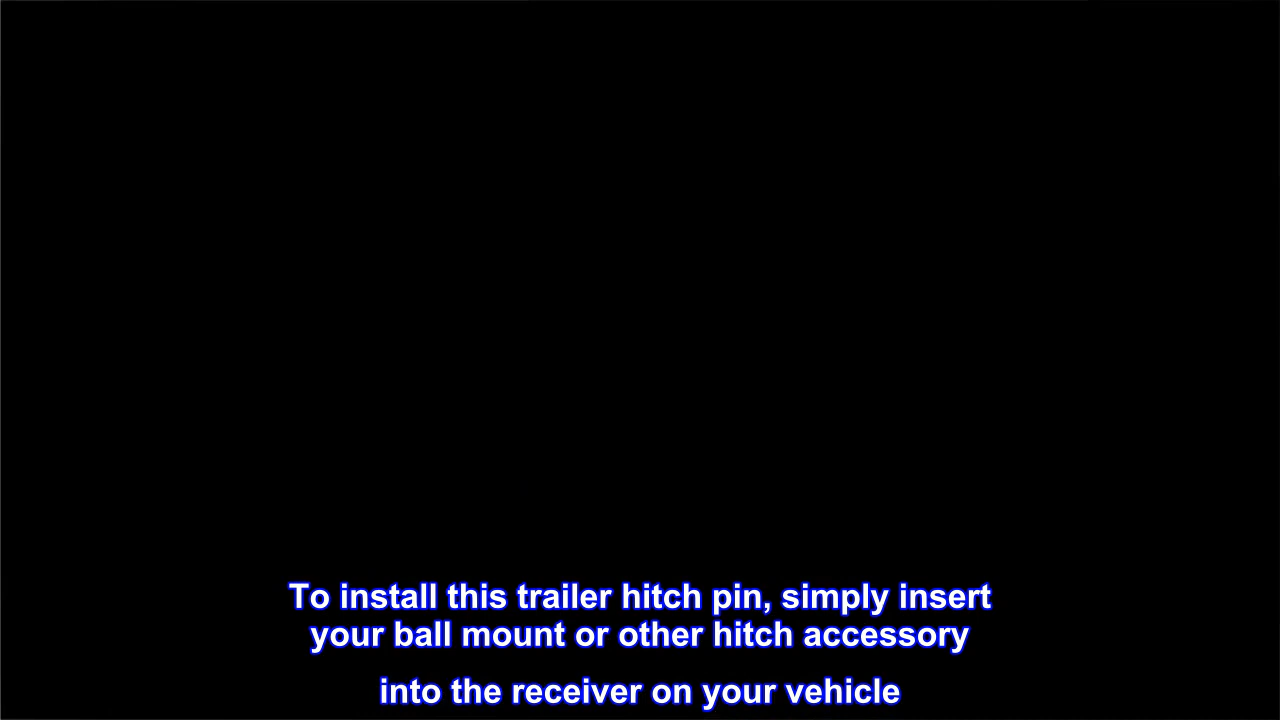 To install this trailer hitch pin, simply insert
your ball mount or other hitch accessory
into the receiver on your vehicle